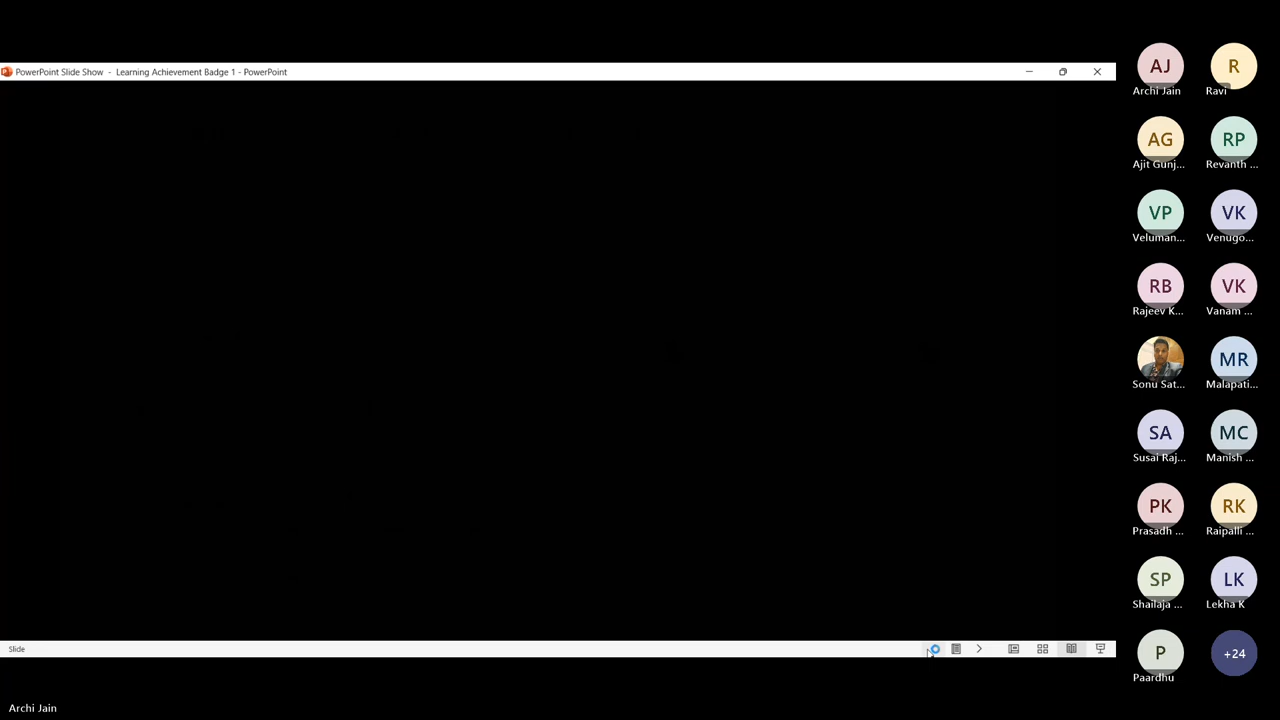 PowerPoint Slide Show - Learning Achievement Badge 1 - PowerPoint
AJ
Archi Jain
R
Ravi
AG
Ajit Gunj...
RP
Revanth ...
VP
Veluman...
VK
Venugo...
RB
Rajeev K...
VK
Vanam ...
Sonu Sat...
MR
Malapati...
SA
Susai Raj...
MC
Manish ...
PK
Prasadh ...
RK
Raipalli ...
SP
Shailaja ...
LK
Lekha K
P
Paardhu
+24
Slide
Archi Jain